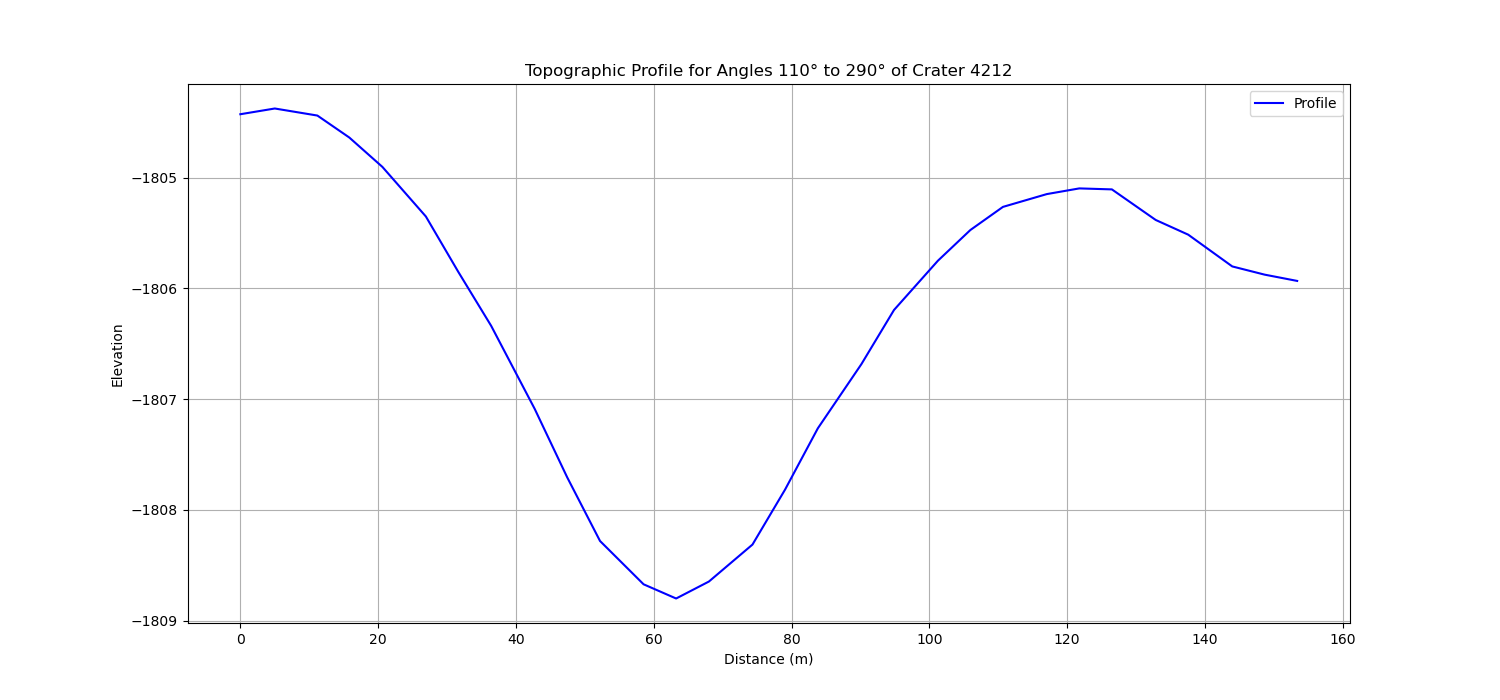 Topographic Profile for Angles 110° to 290° of Crater 4212
Profile
−1805
−1806
−1807
−1808
−1809
Elevation
0 20 40 60 80 100 120 140 160
Distance (m)